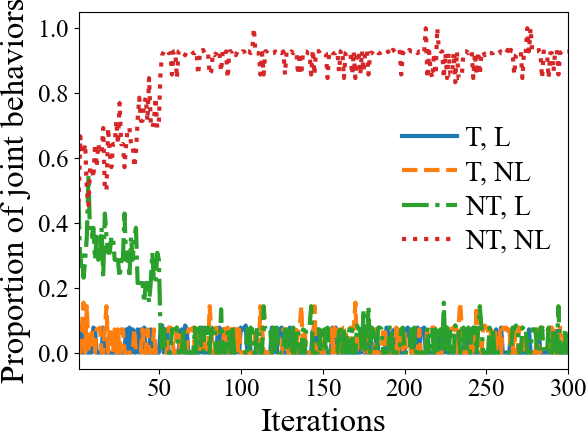 Proportion of joint behaviors
1.0
0.8
0.6
0.4
0.2
0.0
T, L
T, NL
NT, L
NT, NL
50 100 150 200 250 300
Iterations